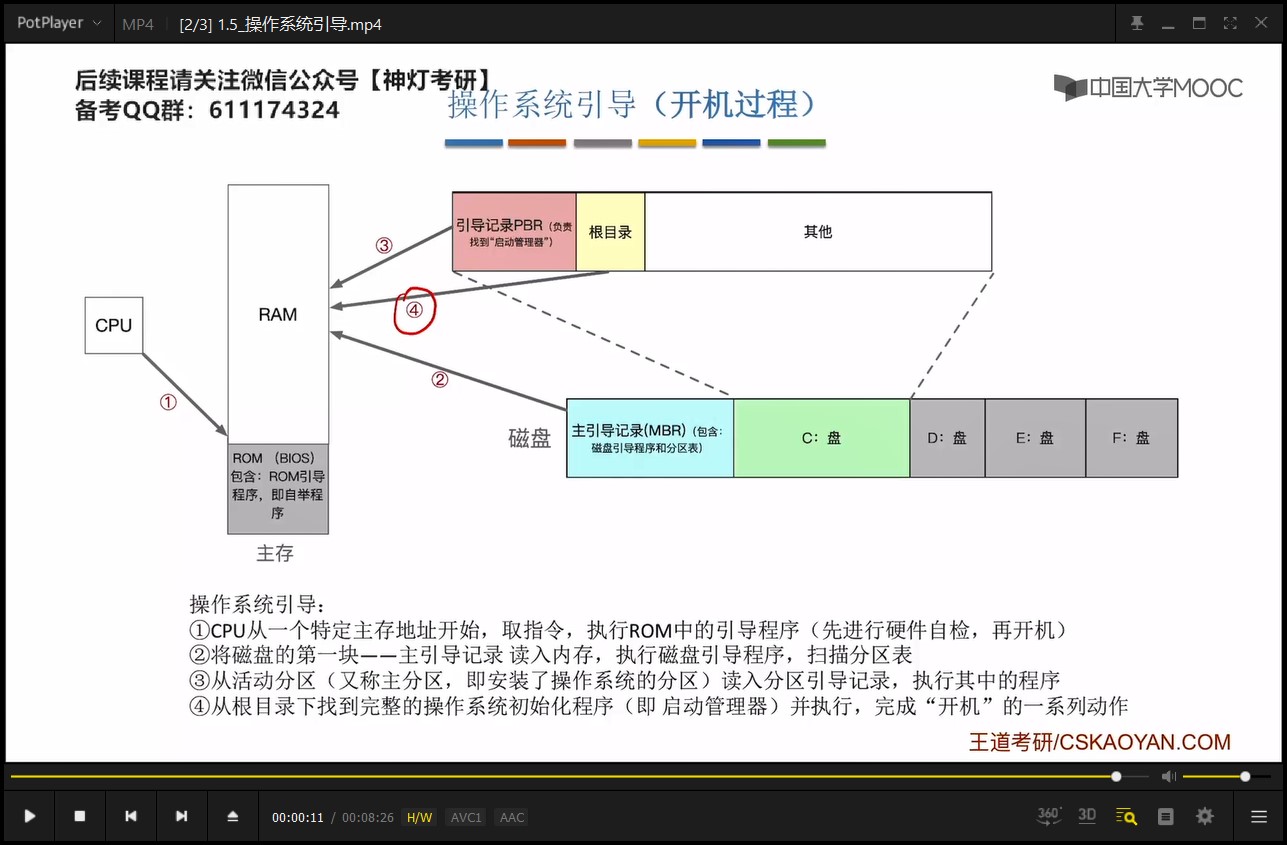 PotPlayer
MP4
[2/3] 1.5_操作系统引导.mp4
后续课程请关注微信公众号【神灯考研】
备考QQ群：611174324
操作系统引导（开机过程）
中国大学MOOC
引导记录PBR（负责
找到“启动管理器”）
根目录
其他
③
④
②
①
CPU
RAM
ROM （BIOS）
包含：ROM引导
程序，即自举程
序
主存
磁盘
主引导记录(MBR)（包含：
磁盘引导程序和分区表）
C：盘
D：盘
E：盘
F：盘
操作系统引导：
①CPU从一个特定主存地址开始，取指令，执行ROM中的引导程序（先进行硬件自检，再开机）
②将磁盘的第一块——主引导记录 读入内存，执行磁盘引导程序，扫描分区表
③从活动分区（又称主分区，即安装了操作系统的分区）读入分区引导记录，执行其中的程序
④从根目录下找到完整的操作系统初始化程序（即 启动管理器）并执行，完成“开机”的一系列动作
王道考研/CSKAOYAN.COM
00:00:11 / 00:08:26 H/W AVC1 AAC
360° 3D